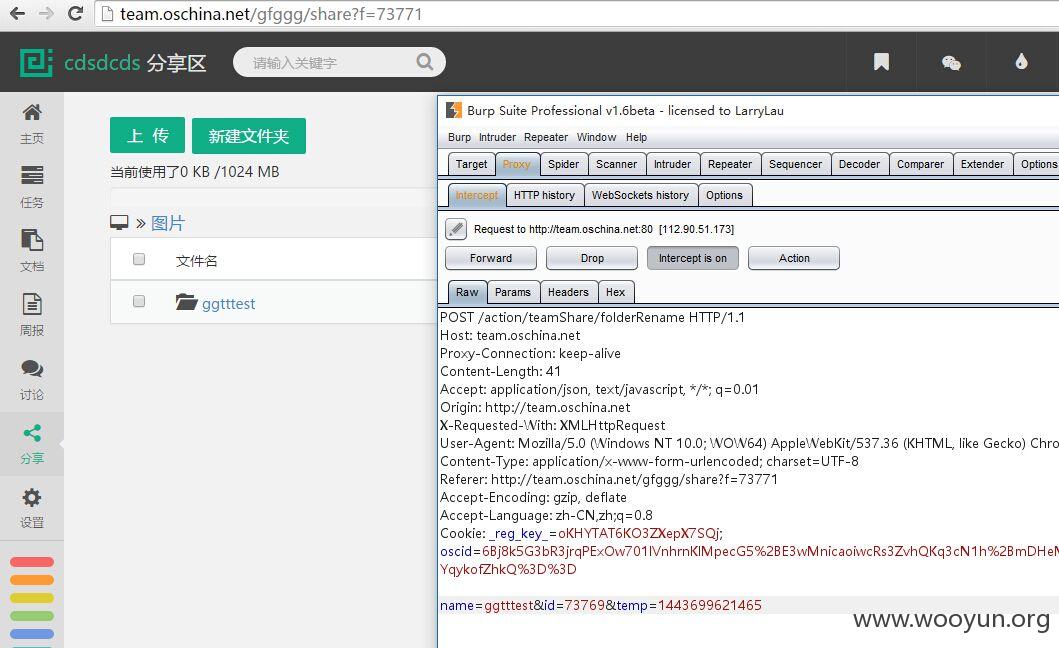 team.oschina.net/gfggg/share?f=73771
cdsdcds 分享区
请输入关键字
主页
任务
文档
周报
讨论
分享
设置
上 传
新建文件夹
当前使用了0 KB /1024 MB
» 图片
文件名
ggtttest
Burp Suite Professional v1.6beta - licensed to LarryLau
Burp Intruder Repeater Window Help
Target Proxy Spider Scanner Intruder Repeater Sequencer Decoder Comparer Extender Options
Intercept HTTP history WebSockets history Options
Request to http://team.oschina.net:80 [112.90.51.173]
Forward Drop Intercept is on Action
Raw Params Headers Hex
POST /action/teamShare/folderRename HTTP/1.1
Host: team.oschina.net
Proxy-Connection: keep-alive
Content-Length: 41
Accept: application/json, text/javascript, */*; q=0.01
Origin: http://team.oschina.net
X-Requested-With: XMLHttpRequest
User-Agent: Mozilla/5.0 (Windows NT 10.0; WOW64) AppleWebKit/537.36 (KHTML, like Gecko) Chro
Content-Type: application/x-www-form-urlencoded; charset=UTF-8
Referer: http://team.oschina.net/gfggg/share?f=73771
Accept-Encoding: gzip, deflate
Accept-Language: zh-CN,zh;q=0.8
Cookie: _reg_key_=oKHYTAT6KO3ZXepX7SQj;
oscid=6Bj8k5G3bR3jrqPExOw701lVnhrnKlMpecG5%2BE3wMnicaoiwcRs3ZvhQKq3cN1h%2BmDHeM
YqykofZhkQ%3D%3D
name=ggtttest&id=73769&temp=1443699621465
www.wooyun.org